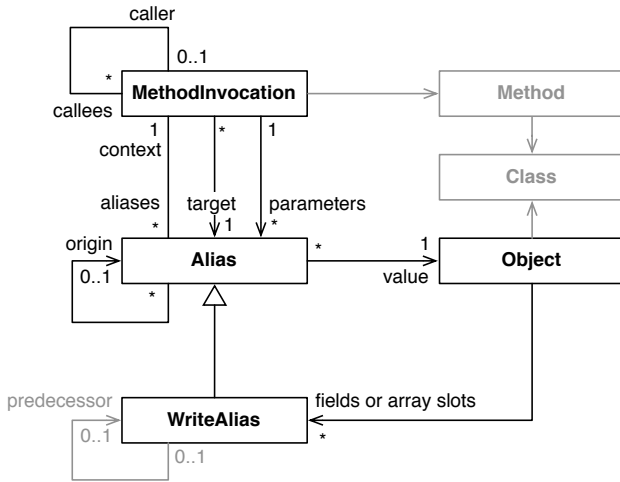 caller
0..1
*
MethodInvocation
Method
callees
1
*
1
context
Class
aliases
target
parameters
*
1
*
origin
*
1
0..1
Alias
Object
*
value
predecessor
fields or array slots
0..1
WriteAlias
*
0..1